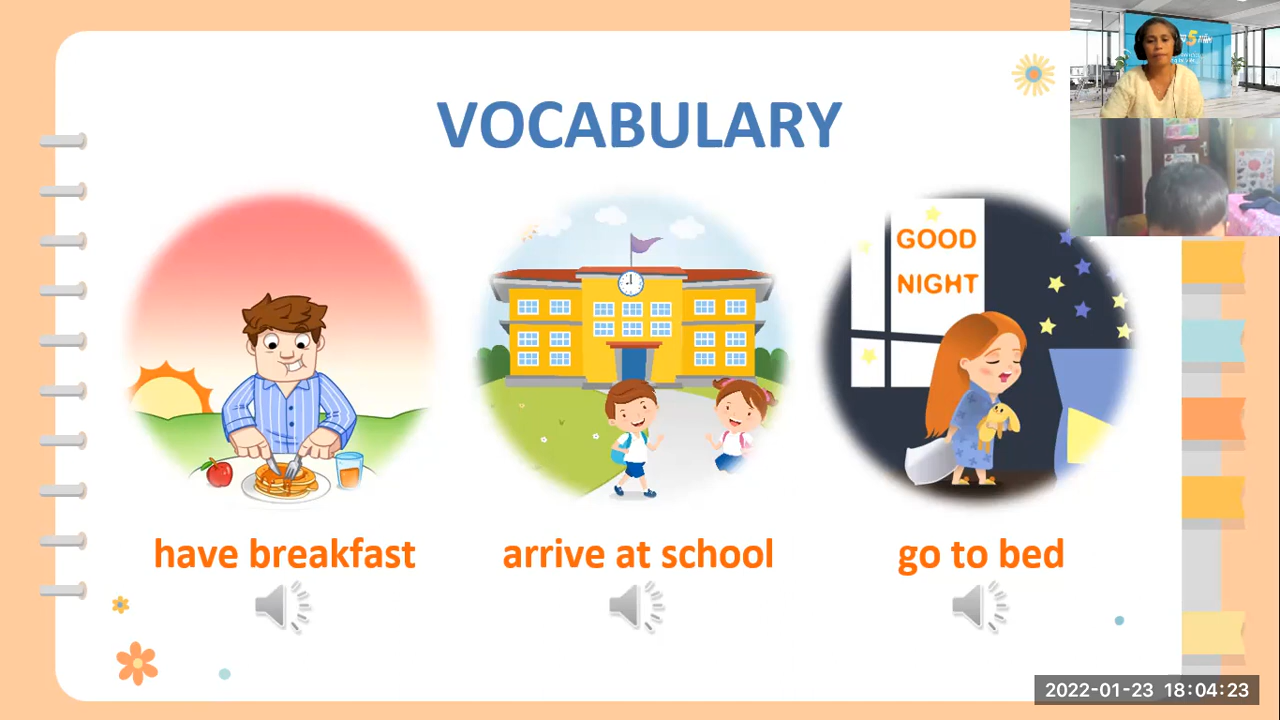 VOCABULARY
GOOD
NIGHT
have breakfast
arrive at school
go to bed
2022-01-23 18:04:23